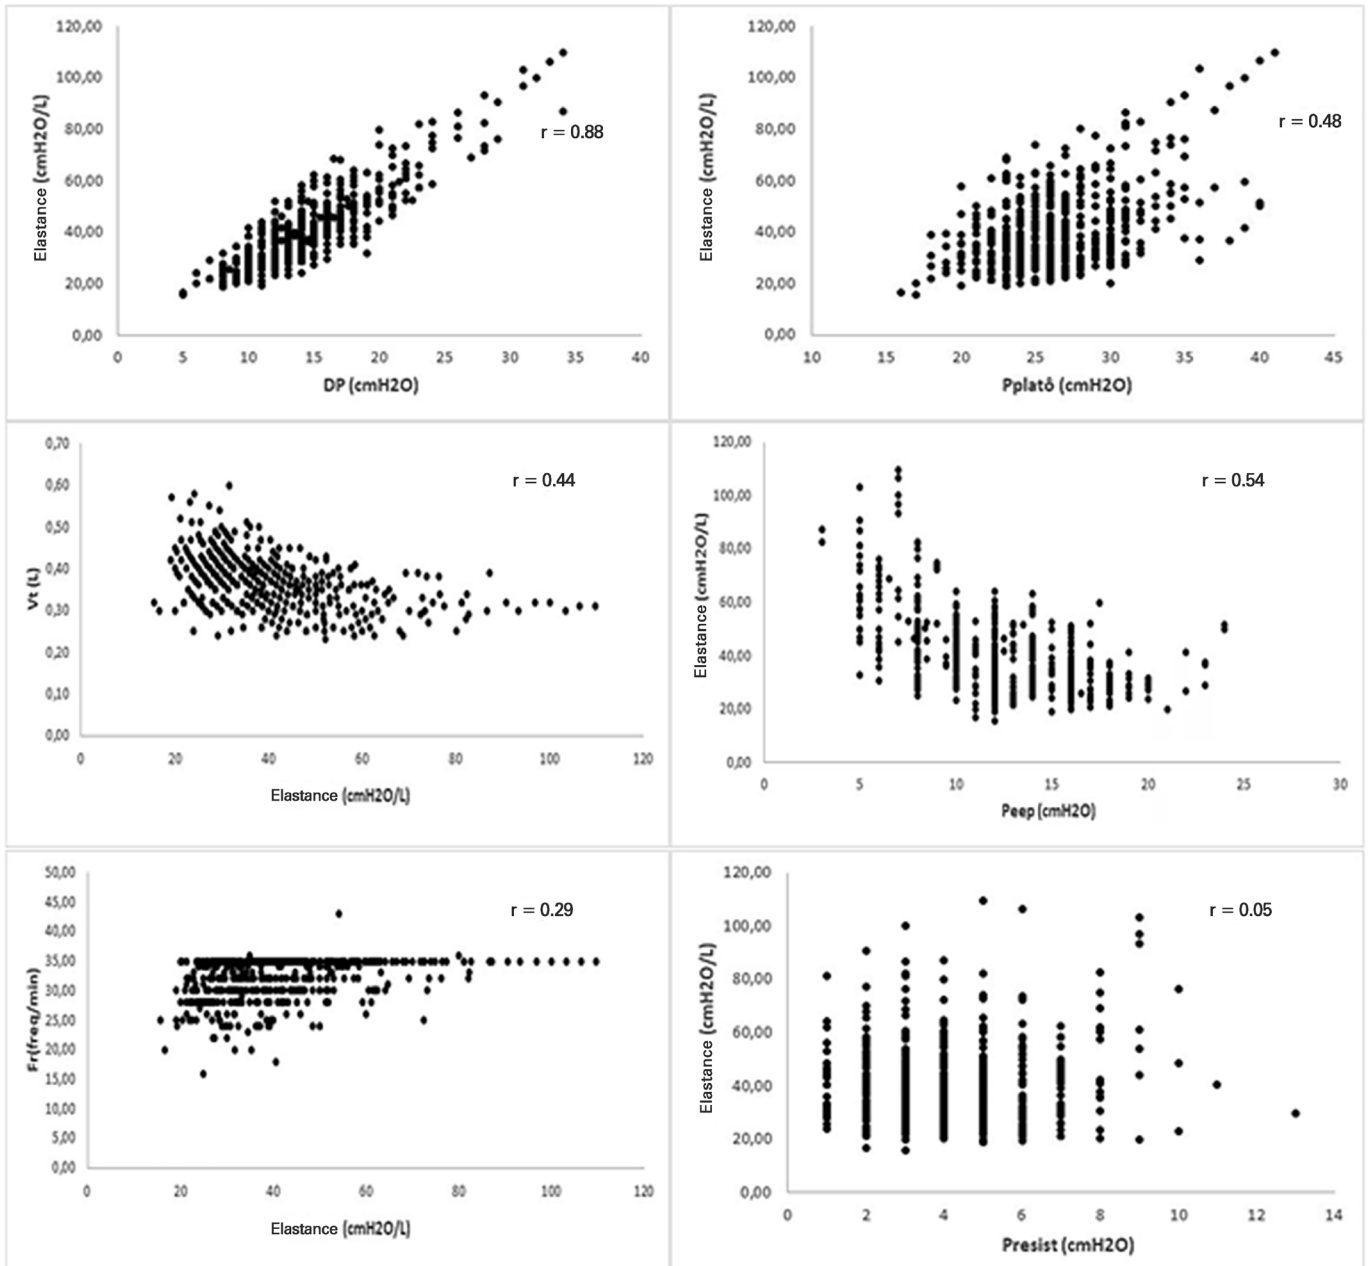 120,00
100,00
80,00
60,00
40,00
20,00
0,00
Elastance (cmH2O/L)
r = 0.88
0 5 10 15 20 25 30 35 40
DP (cmH2O)
120,00
100,00
80,00
60,00
40,00
20,00
0,00
Elastance (cmH2O/L)
r = 0.48
10 15 20 25 30 35 40 45
Pplatô (cmH2O)
0,70
0,60
0,50
0,40
0,30
0,20
0,10
0,00
Vt (L)
r = 0.44
0 20 40 60 80 100 120
Elastance (cmH2O/L)
120,00
100,00
80,00
60,00
40,00
20,00
0,00
Elastance (cmH2O/L)
r = 0.54
0 5 10 15 20 25 30
Peep (cmH2O)
50,00
45,00
40,00
35,00
30,00
25,00
20,00
15,00
10,00
5,00
0,00
Fr(freq/min)
r = 0.29
0 20 40 60 80 100 120
Elastance (cmH2O/L)
120,00
100,00
80,00
60,00
40,00
20,00
0,00
Elastance (cmH2O/L)
r = 0.05
0 2 4 6 8 10 12 14
Presist (cmH2O)